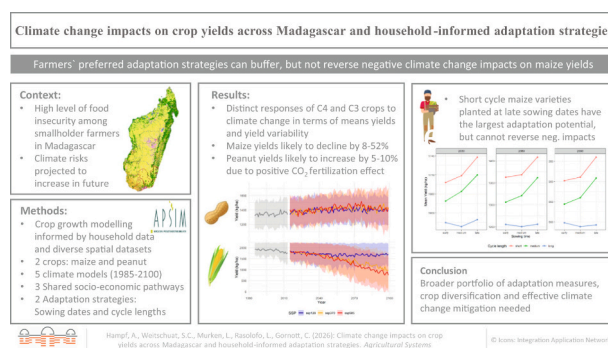 Climate change impacts on crop yields across Madagascar and household-informed adaptation strategie
Farmers` preferred adaptation strategies can buffer, but not reverse negative climate change impacts on maize yields
Context:
• High level of food
insecurity among
smallholder farmers
in Madagascar
• Climate risks
projected to
increase in future
Methods:
APSIM
• Crop growth modelling
informed by household data
and diverse spatial datasets
• 2 crops: maize and peanut
• 5 climate models (1985-2100)
• 3 Shared socio-economic pathways
• 2 Adaptation strategies:
Sowing dates and cycle lengths
Results:
• Distinct responses of C4 and C3 crops to
climate change in terms of means yields
and yield variability
• Maize yields likely to decline by 8-52%
• Peanut yields likely to increase by 5-10%
due to positive CO2 fertilization effect
Year
• Short cycle maize varieties
planted at late sowing dates have
the largest adaptation potential,
but cannot reverse neg. impacts
Sowing time
Cycle length
Conclusion
Broader portfolio of adaptation measures,
crop diversification and effective climate
change mitigation needed
Hampf, A., Weitschuat, S.C., Murken, L., Rasolofo, L., Gornott, C. (2026): Climate change impacts on crop
yields across Madagascar and household-informed adaptation strategies. Agricultural Systems
© Icons: Integration Application Network